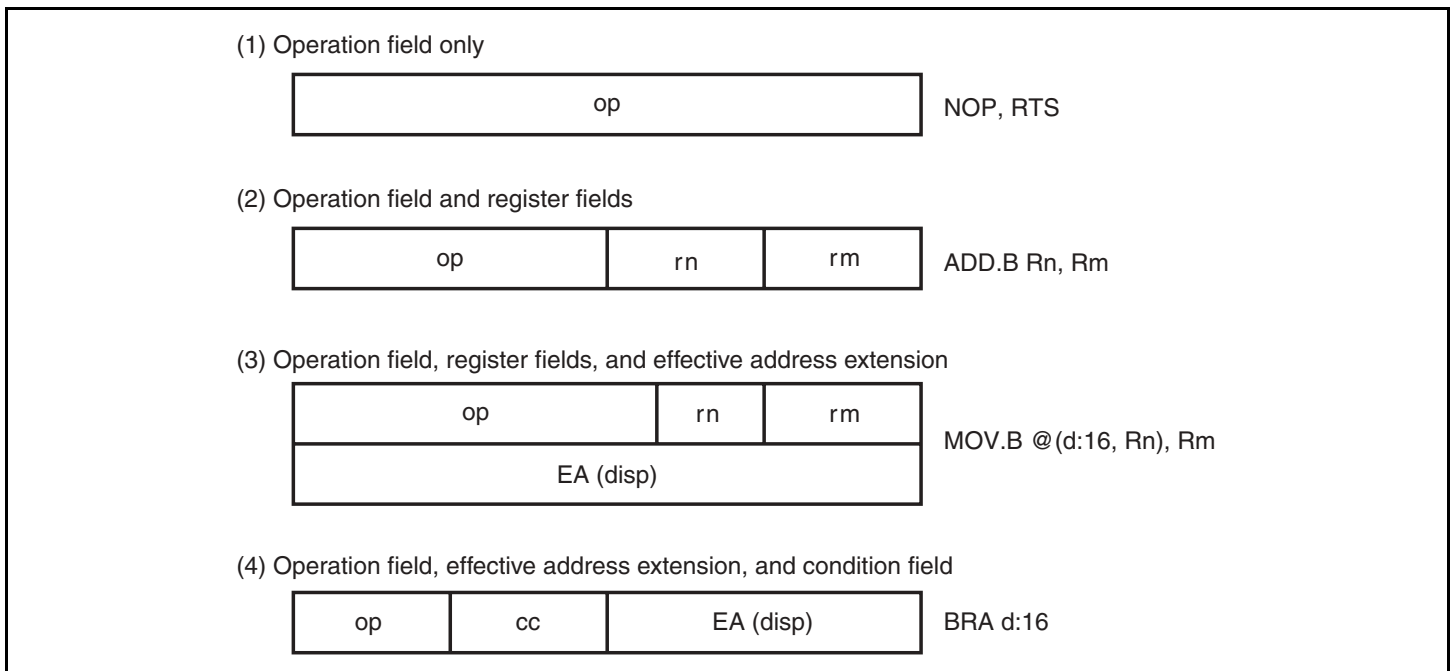 (1) Operation field only
op
NOP, RTS
(2) Operation field and register fields
op rn rm
ADD.B Rn, Rm
(3) Operation field, register fields, and effective address extension
op rn rm
EA (disp)
MOV.B @(d:16, Rn), Rm
(4) Operation field, effective address extension, and condition field
op cc EA (disp)
BRA d:16